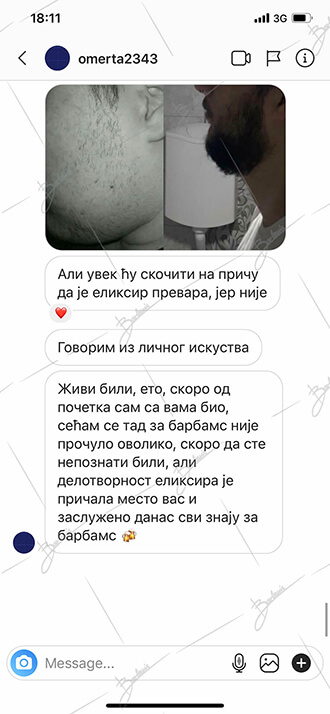 18:11
3G
omerta2343
Али увек ћу скочити на причу
да је еликсир превара, јер није
Говорим из личног искуства
Живи били, ето, скоро од
почетка сам са вама био,
сећам се тад за барбамс није
прочуло оволико, скоро да сте
непознати били, али
делотворност еликсира је
причала место вас и
заслужено данас сви знају за
барбамс 🍻
Message...